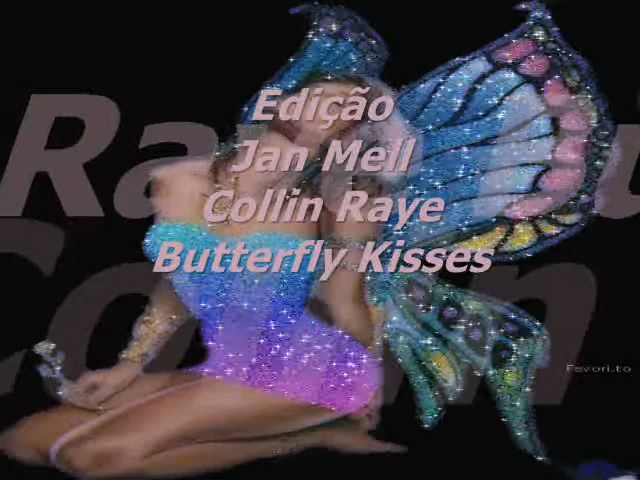 Edição
Jan Mell
Collin Raye
Butterfly Kisses
Favori.to